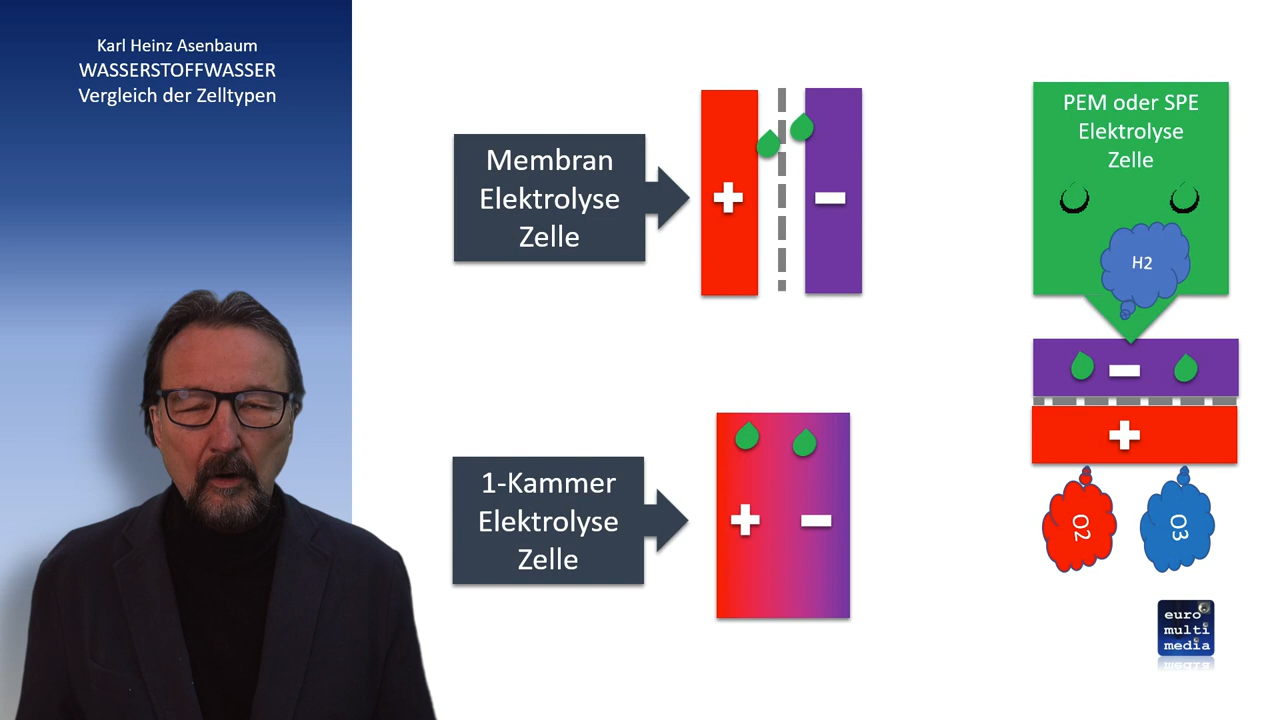 Karl Heinz Asenbaum
WASSERSTOFFWASSER
Vergleich der Zelltypen
Membran
Elektrolyse
Zelle
+
-
PEM oder SPE
Elektrolyse
Zelle
H2
-
+
O2
O3
1-Kammer
Elektrolyse
Zelle
+
-
euro
multi
media